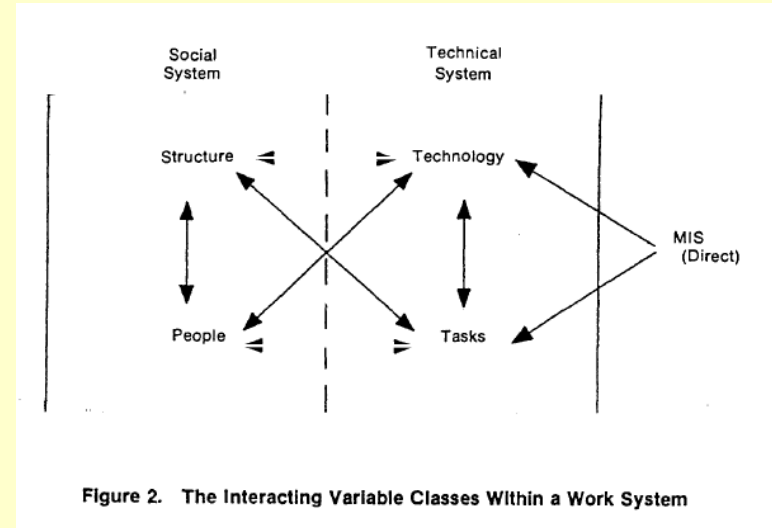 Social
System
Technical
System
Structure
Technology
MIS
(Direct)
People
Tasks
Figure 2. The Interacting Variable Classes Within a Work System